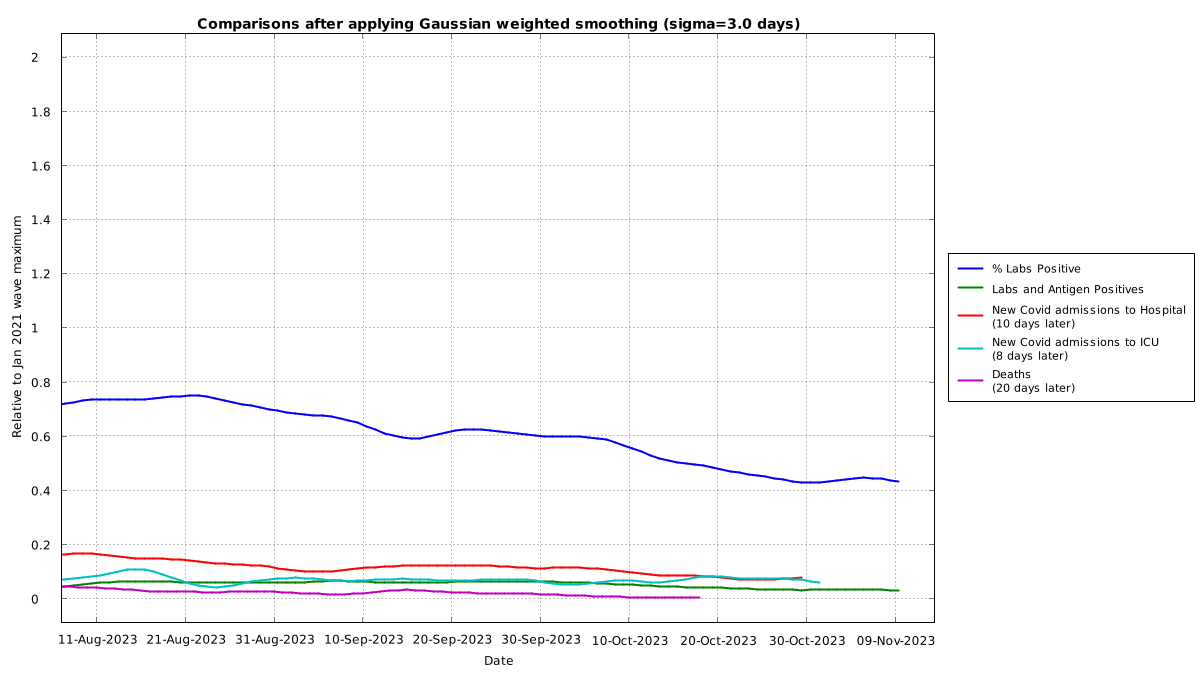 Comparisons after applying Gaussian weighted smoothing (sigma=3.0 days)
Relative to Jan 2021 wave maximum
2
1.8
1.6
1.4
1.2
1
0.8
0.6
0.4
0.2
0
11-Aug-2023 21-Aug-2023 31-Aug-2023 10-Sep-2023 20-Sep-2023 30-Sep-2023 10-Oct-2023 20-Oct-2023 30-Oct-2023 09-Nov-2023
Date
% Labs Positive
Labs and Antigen Positives
New Covid admissions to Hospital
(10 days later)
New Covid admissions to ICU
(8 days later)
Deaths
(20 days later)